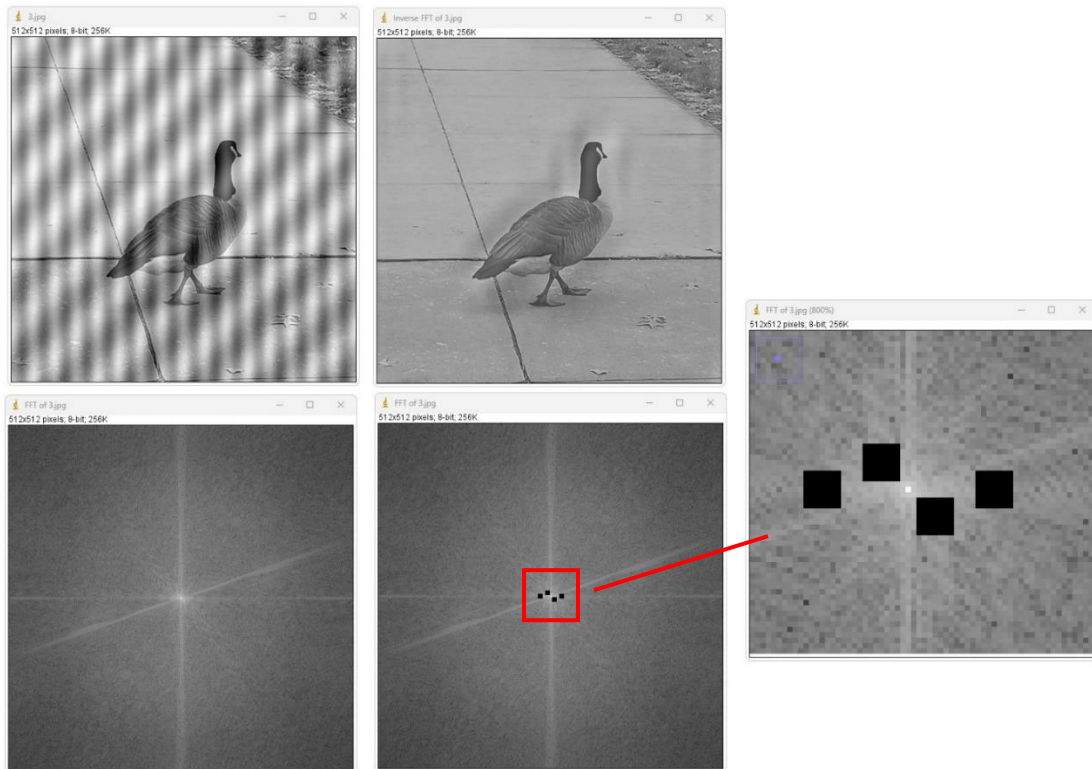 3.jpg
512x512 pixels; 8-bit; 256K
Inverse FFT of 3.jpg
512x512 pixels; 8-bit; 256K
FFT of 3.jpg (800%)
512x512 pixels; 8-bit; 256K
FFT of 3.jpg
512x512 pixels; 8-bit; 256K
FFT of 3.jpg
512x512 pixels; 8-bit; 256K